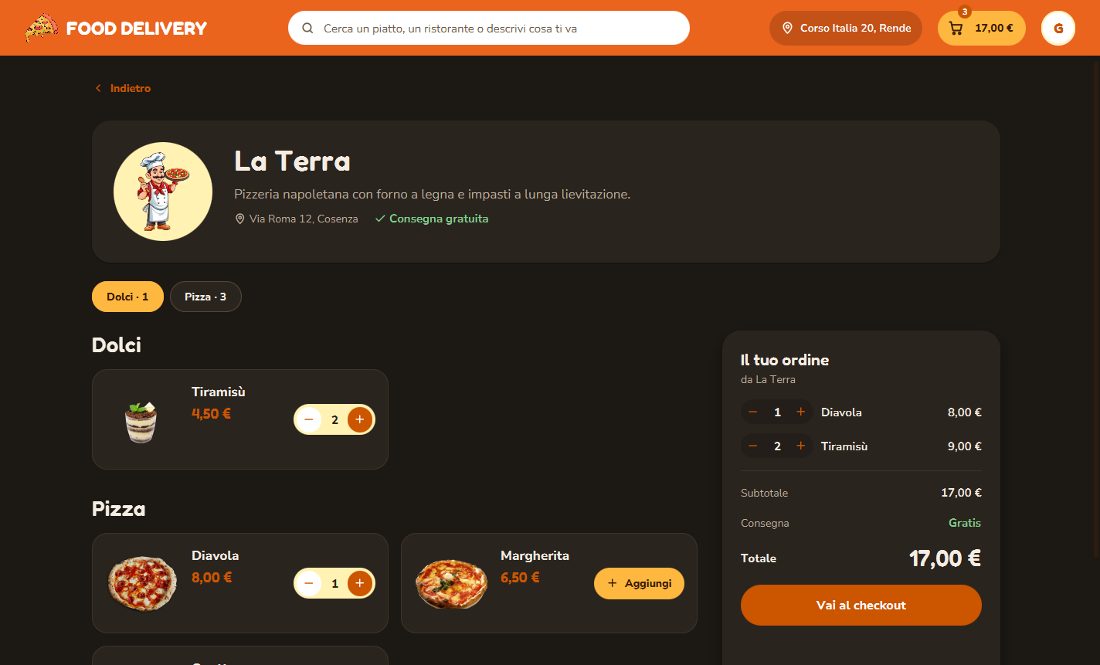 FOOD DELIVERY
Cerca un piatto, un ristorante o descrivi cosa ti va
Corso Italia 20, Rende
3
17,00 €
G
Indietro
La Terra
Pizzeria napoletana con forno a legna e impasti a lunga lievitazione.
Via Roma 12, Cosenza
Consegna gratuita
Dolci · 1
Pizza · 3
Dolci
Tiramisù
4,50 €
− 2 +
Pizza
Diavola
8,00 €
− 1 +
Margherita
6,50 €
+ Aggiungi
Il tuo ordine
da La Terra
− 1 + Diavola 8,00 €
− 2 + Tiramisù 9,00 €
Subtotale 17,00 €
Consegna Gratis
Totale 17,00 €
Vai al checkout